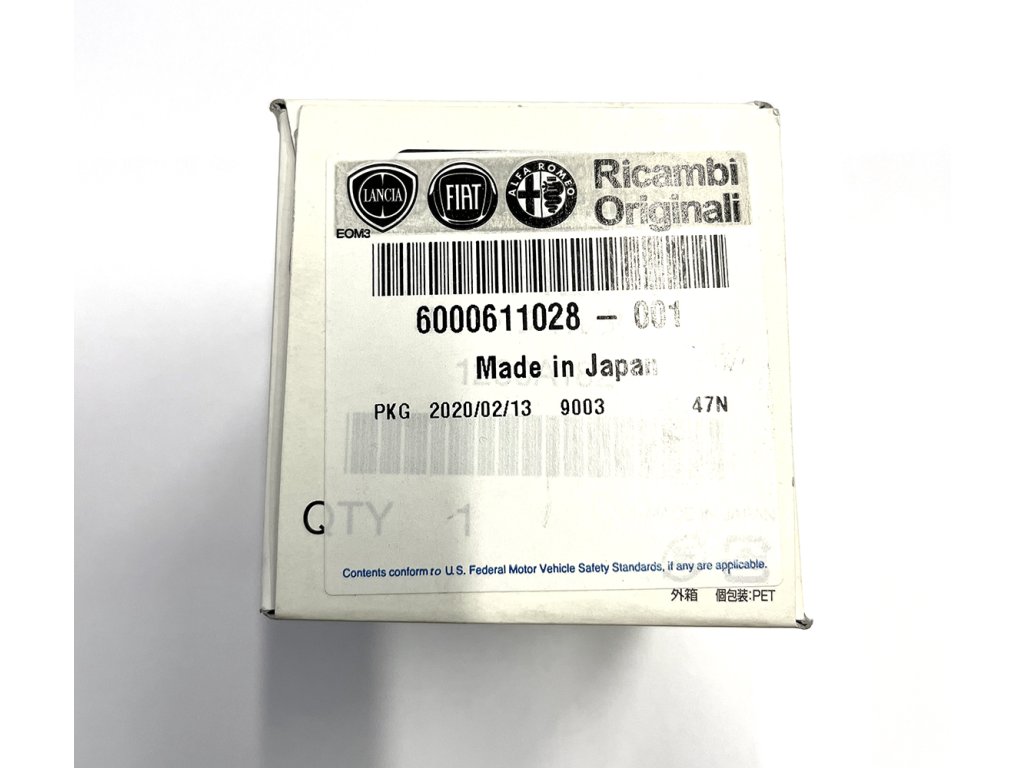 LANCIA FIAT ALFA ROMEO Ricambi
Originali
EOM3
6000611028 - 001
Made in Japan
PKG 2020/02/13 9003 47N
QTY 1
Contents conform to U.S. Federal Motor Vehicle Safety Standards, if any are applicable.
外箱 個包装:PET